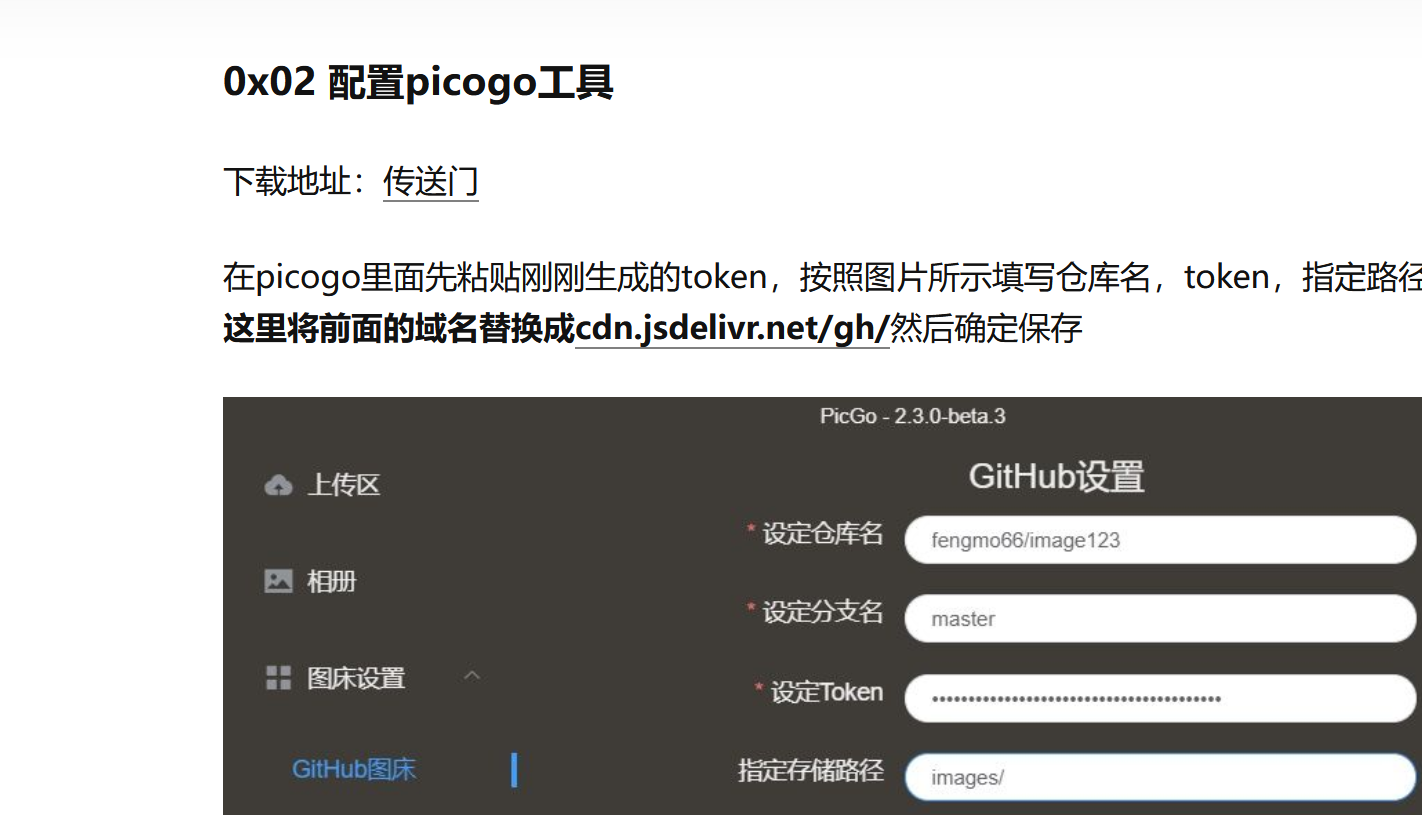 0x02 配置picogo工具
下载地址：传送门
在picogo里面先粘贴刚刚生成的token，按照图片所示填写仓库名，token，指定路径
这里将前面的域名替换成cdn.jsdelivr.net/gh/然后确定保存
PicGo - 2.3.0-beta.3
GitHub设置
上传区
* 设定仓库名 fengmo66/image123
相册
* 设定分支名 master
图床设置
* 设定Token
GitHub图床
指定存储路径 images/